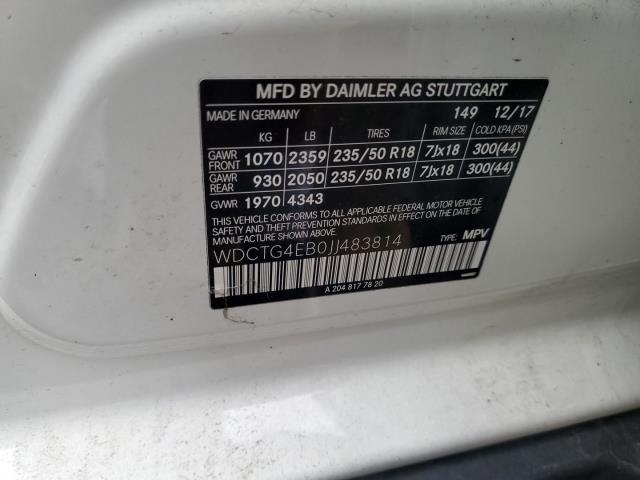 MFD BY DAIMLER AG STUTTGART
MADE IN GERMANY 149 12/17
KG LB TIRES RIM SIZE COLD KPA (PSI)
GAWR FRONT 1070 2359 235/50 R18 7Jx18 300(44)
GAWR REAR 930 2050 235/50 R18 7Jx18 300(44)
GVWR 1970 4343
THIS VEHICLE CONFORMS TO ALL APPLICABLE FEDERAL MOTOR VEHICLE
SAFETY AND THEFT PREVENTION STANDARDS IN EFFECT ON THE
DATE OF MANUFACTURE SHOWN ABOVE.
WDCTG4EB0JJ483814 TYPE: MPV
A 204 817 78 20